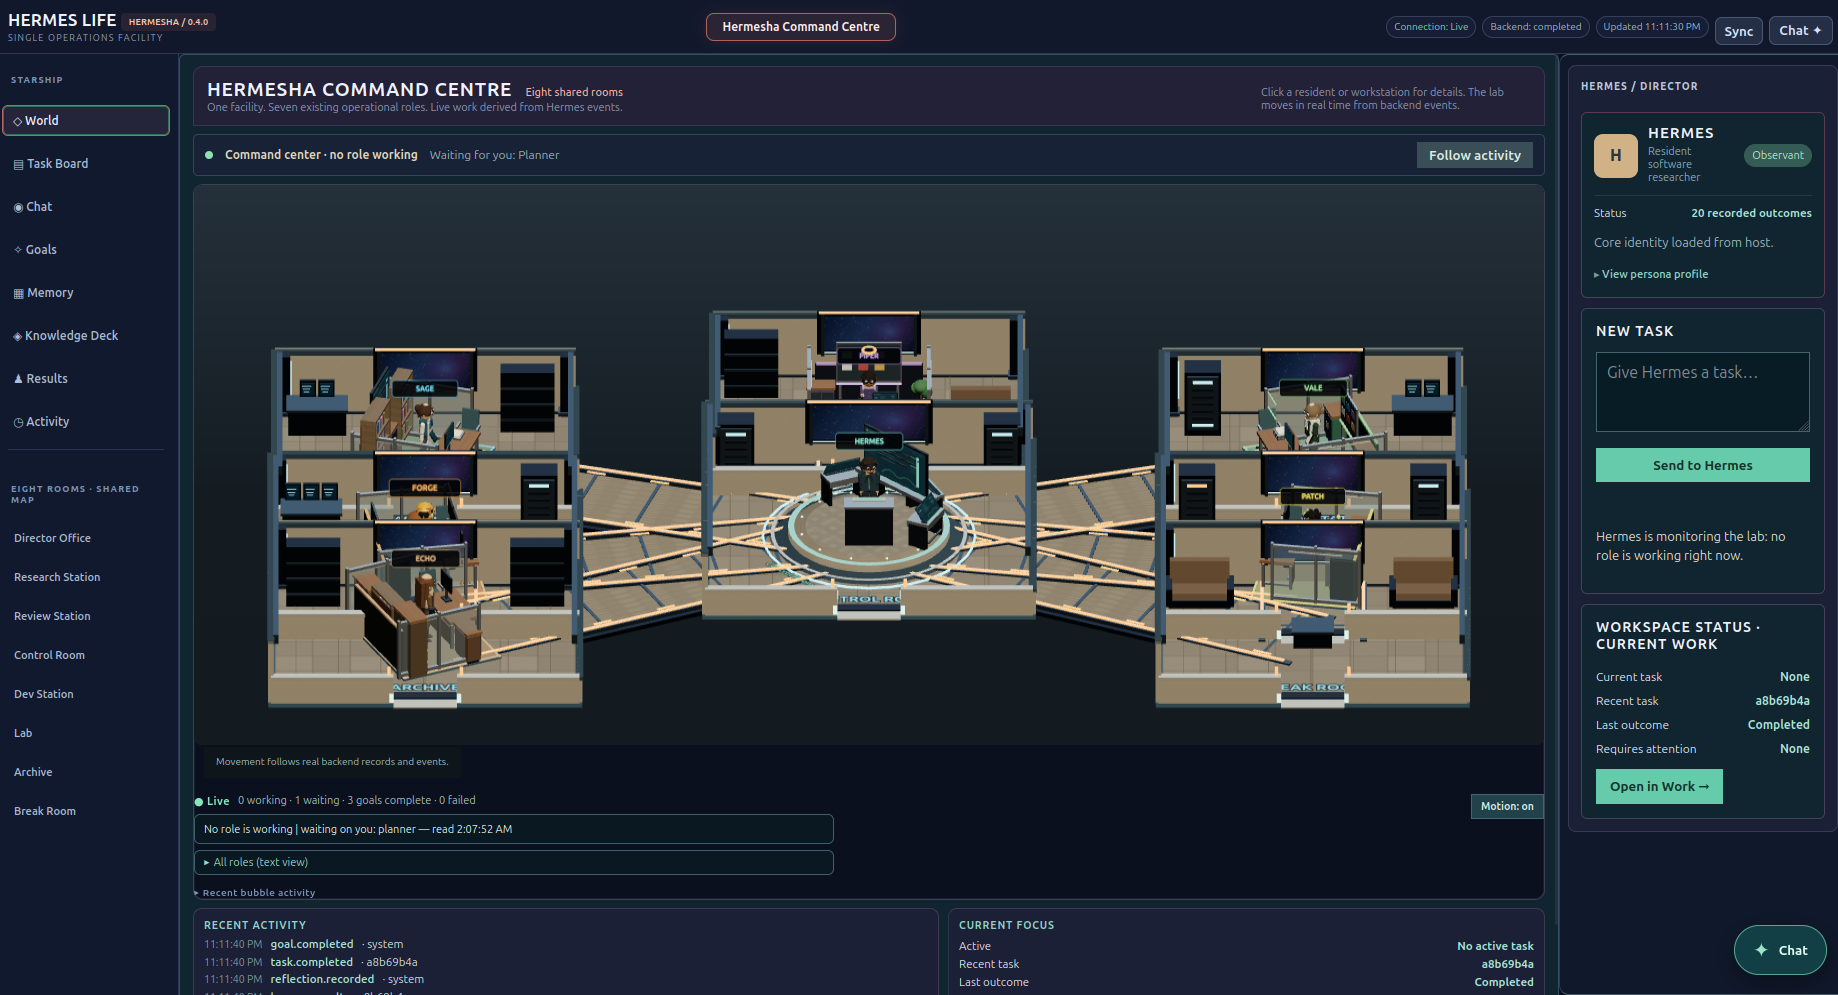 HERMES LIFE HERMESHA / 0.4.0
SINGLE OPERATIONS FACILITY
Hermesha Command Centre
Connection: Live
Backend: completed
Updated 11:11:30 PM
Sync
Chat ✦
STARSHIP
◇ World
▤ Task Board
◉ Chat
✧ Goals
▦ Memory
◈ Knowledge Deck
♟ Results
◷ Activity
EIGHT ROOMS · SHARED
MAP
Director Office
Research Station
Review Station
Control Room
Dev Station
Lab
Archive
Break Room
HERMESHA COMMAND CENTRE Eight shared rooms
One facility. Seven existing operational roles. Live work derived from Hermes events.
Click a resident or workstation for details. The lab
moves in real time from backend events.
Command center · no role working Waiting for you: Planner
Follow activity
PIPER
SAGE
VALE
HERMES
FORGE
PATCH
ECHO
TROL RO
ARCHIVE
EAK ROO
Movement follows real backend records and events.
Live 0 working · 1 waiting · 3 goals complete · 0 failed
Motion: on
No role is working | waiting on you: planner — read 2:07:52 AM
▸ All roles (text view)
▸ Recent bubble activity
RECENT ACTIVITY
11:11:40 PM goal.completed · system
11:11:40 PM task.completed · a8b69b4a
11:11:40 PM reflection.recorded · system
CURRENT FOCUS
Active No active task
Recent task a8b69b4a
Last outcome Completed
HERMES / DIRECTOR
H
HERMES
Resident
software
researcher
Observant
Status 20 recorded outcomes
Core identity loaded from host.
▸ View persona profile
NEW TASK
Give Hermes a task…
Send to Hermes
Hermes is monitoring the lab: no
role is working right now.
WORKSPACE STATUS ·
CURRENT WORK
Current task None
Recent task a8b69b4a
Last outcome Completed
Requires attention None
Open in Work →
✦ Chat